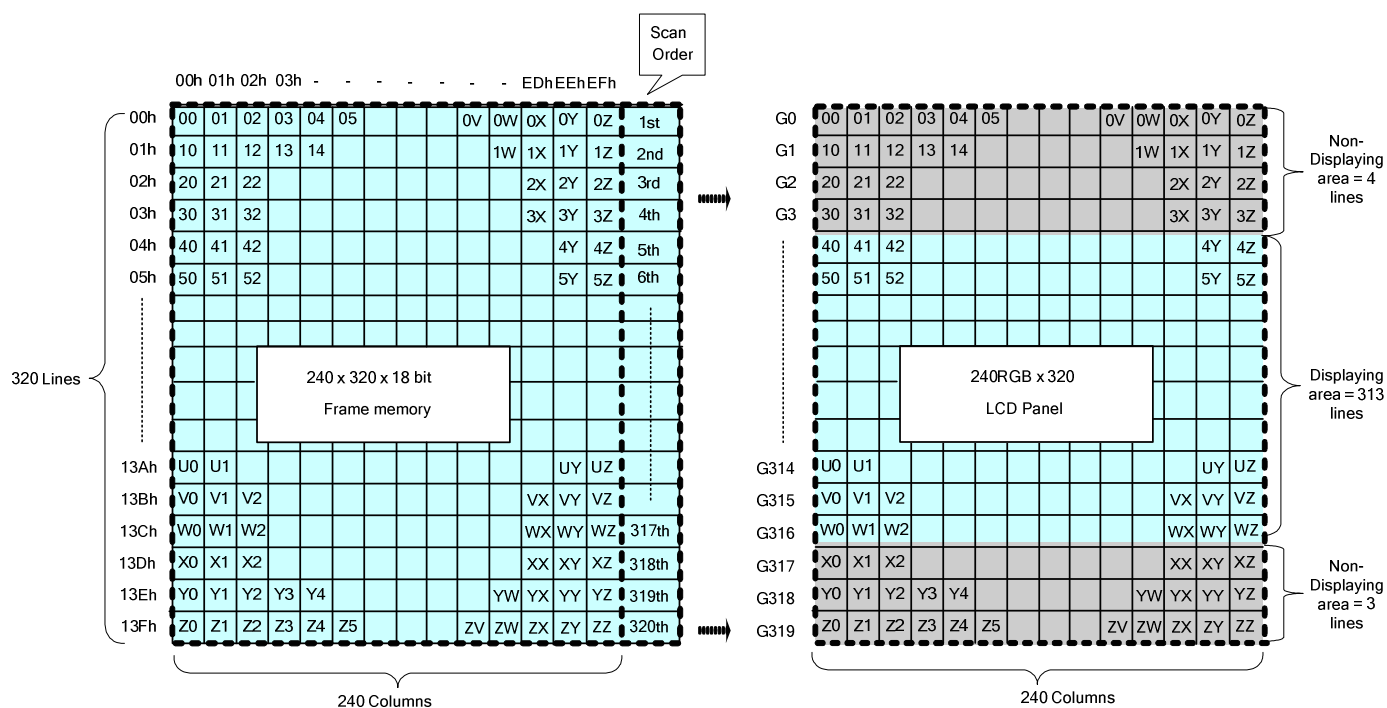 Scan
Order
00h 01h 02h 03h - - - - - - - EDh EEh EFh
00h 00 01 02 03 04 05 0V 0W 0X 0Y 0Z 1st
01h 10 11 12 13 14 1W 1X 1Y 1Z 2nd
02h 20 21 22 2X 2Y 2Z 3rd
03h 30 31 32 3X 3Y 3Z 4th
04h 40 41 42 4Y 4Z 5th
05h 50 51 52 5Y 5Z 6th
320 Lines
240 x 320 x 18 bit
Frame memory
13Ah U0 U1 UY UZ
13Bh V0 V1 V2 VX VY VZ
13Ch W0 W1 W2 WX WY WZ 317th
13Dh X0 X1 X2 XX XY XZ 318th
13Eh Y0 Y1 Y2 Y3 Y4 YW YX YY YZ 319th
13Fh Z0 Z1 Z2 Z3 Z4 Z5 ZV ZW ZX ZY ZZ 320th
240 Columns
G0 00 01 02 03 04 05 0V 0W 0X 0Y 0Z
G1 10 11 12 13 14 1W 1X 1Y 1Z
G2 20 21 22 2X 2Y 2Z
G3 30 31 32 3X 3Y 3Z
40 41 42 4Y 4Z
50 51 52 5Y 5Z
240RGB x 320
LCD Panel
G314 U0 U1 UY UZ
G315 V0 V1 V2 VX VY VZ
G316 W0 W1 W2 WX WY WZ
G317 X0 X1 X2 XX XY XZ
G318 Y0 Y1 Y2 Y3 Y4 YW YX YY YZ
G319 Z0 Z1 Z2 Z3 Z4 Z5 ZV ZW ZX ZY ZZ
240 Columns
Non-
Displaying
area = 4
lines
Displaying
area = 313
lines
Non-
Displaying
area = 3
lines